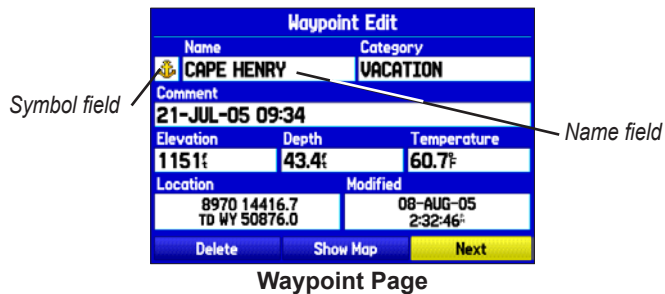 Waypoint Edit
Name Category
CAPE HENRY VACATION
Symbol field
Comment
21-JUL-05 09:34
Name field
Elevation Depth Temperature
1151ft 43.4ft 60.7°F
Location Modified
8970 14416.7 08-AUG-05
TD WY 50876.0 2:32:46
Delete Show Map Next
Waypoint Page